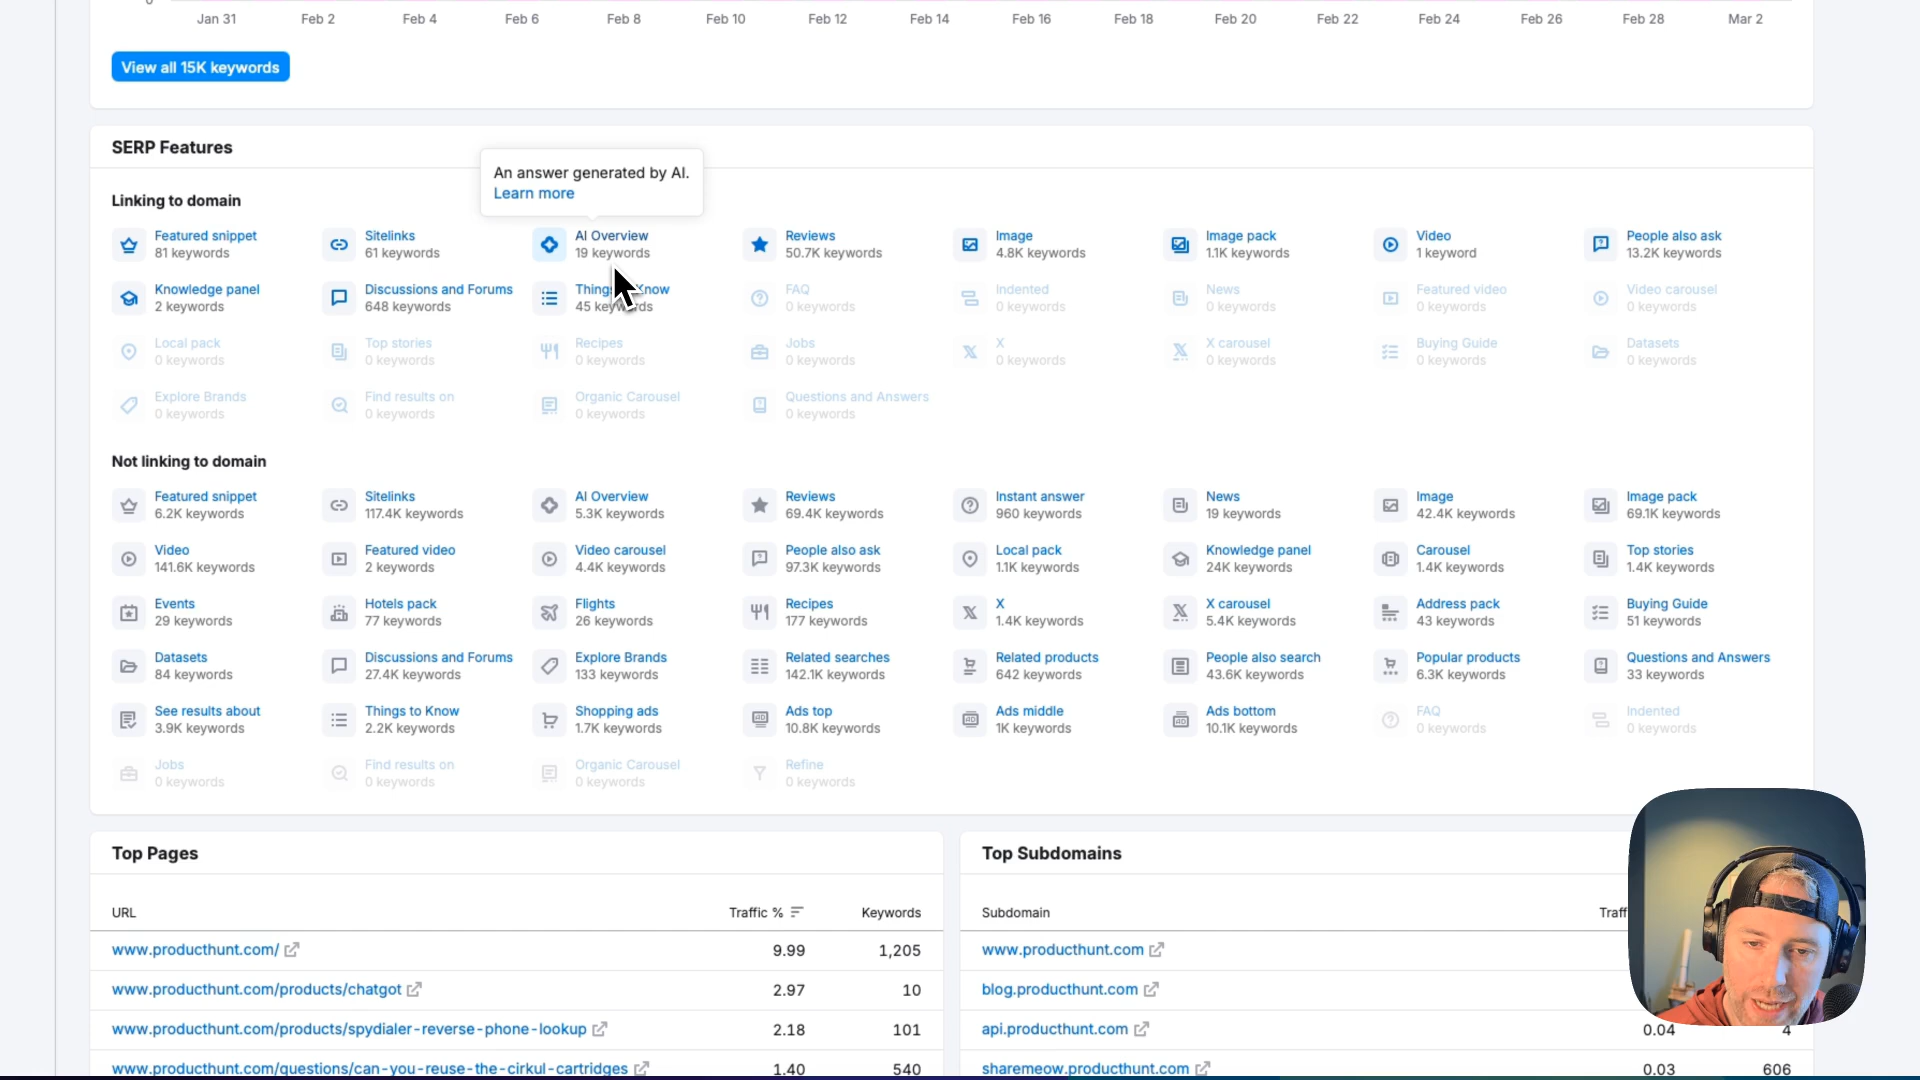 0
Jan 31 Feb 2 Feb 4 Feb 6 Feb 8 Feb 10 Feb 12 Feb 14 Feb 16 Feb 18 Feb 20 Feb 22 Feb 24 Feb 26 Feb 28 Mar 2
View all 15K keywords
SERP Features
An answer generated by AI.
Learn more
Linking to domain
Featured snippet Sitelinks AI Overview Reviews Image Image pack Video People also ask
81 keywords 61 keywords 19 keywords 50.7K keywords 4.8K keywords 1.1K keywords 1 keyword 13.2K keywords
Knowledge panel Discussions and Forums Things Know FAQ Indented News Featured video Video carousel
2 keywords 648 keywords 45 keywords 0 keywords 0 keywords 0 keywords 0 keywords 0 keywords
Local pack Top stories Recipes Jobs X X carousel Buying Guide Datasets
0 keywords 0 keywords 0 keywords 0 keywords 0 keywords 0 keywords 0 keywords 0 keywords
Explore Brands Find results on Organic Carousel Questions and Answers
0 keywords 0 keywords 0 keywords 0 keywords
Not linking to domain
Featured snippet Sitelinks AI Overview Reviews Instant answer News Image Image pack
6.2K keywords 117.4K keywords 5.3K keywords 69.4K keywords 960 keywords 19 keywords 42.4K keywords 69.1K keywords
Video Featured video Video carousel People also ask Local pack Knowledge panel Carousel Top stories
141.6K keywords 2 keywords 4.4K keywords 97.3K keywords 1.1K keywords 24K keywords 1.4K keywords 1.4K keywords
Events Hotels pack Flights Recipes X X carousel Address pack Buying Guide
29 keywords 77 keywords 26 keywords 177 keywords 1.4K keywords 5.4K keywords 43 keywords 51 keywords
Datasets Discussions and Forums Explore Brands Related searches Related products People also search Popular products Questions and Answers
84 keywords 27.4K keywords 133 keywords 142.1K keywords 642 keywords 43.6K keywords 6.3K keywords 33 keywords
See results about Things to Know Shopping ads Ads top Ads middle Ads bottom FAQ Indented
3.9K keywords 2.2K keywords 1.7K keywords 10.8K keywords 1K keywords 10.1K keywords 0 keywords 0 keywords
Jobs Find results on Organic Carousel Refine
0 keywords 0 keywords 0 keywords 0 keywords
Top Pages
URL Traffic % Keywords
www.producthunt.com/ 9.99 1,205
www.producthunt.com/products/chatgot 2.97 10
www.producthunt.com/products/spydialer-reverse-phone-lookup 2.18 101
www.producthunt.com/questions/can-you-reuse-the-cirkul-cartridges 1.40 540
Top Subdomains
Subdomain Traff
www.producthunt.com
blog.producthunt.com
api.producthunt.com 0.04 4
sharemeow.producthunt.com 0.03 606